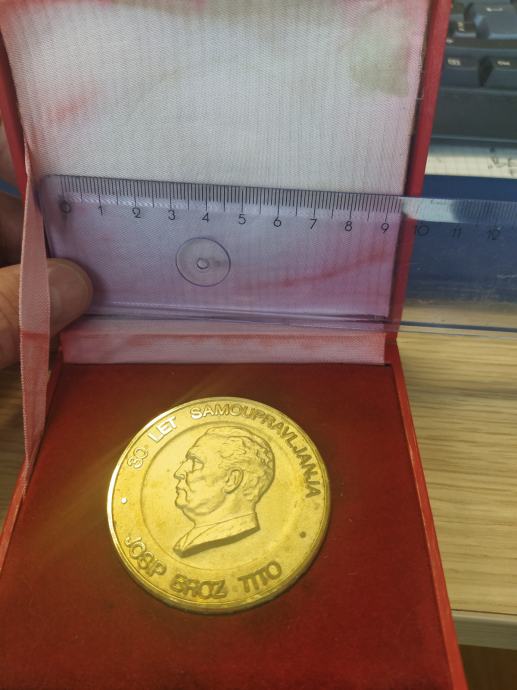 0 1 2 3 4 5 6 7 8 9 10 11 12
30 LET SAMOUPRAVLJANJA
JOSIP BROZ TITO